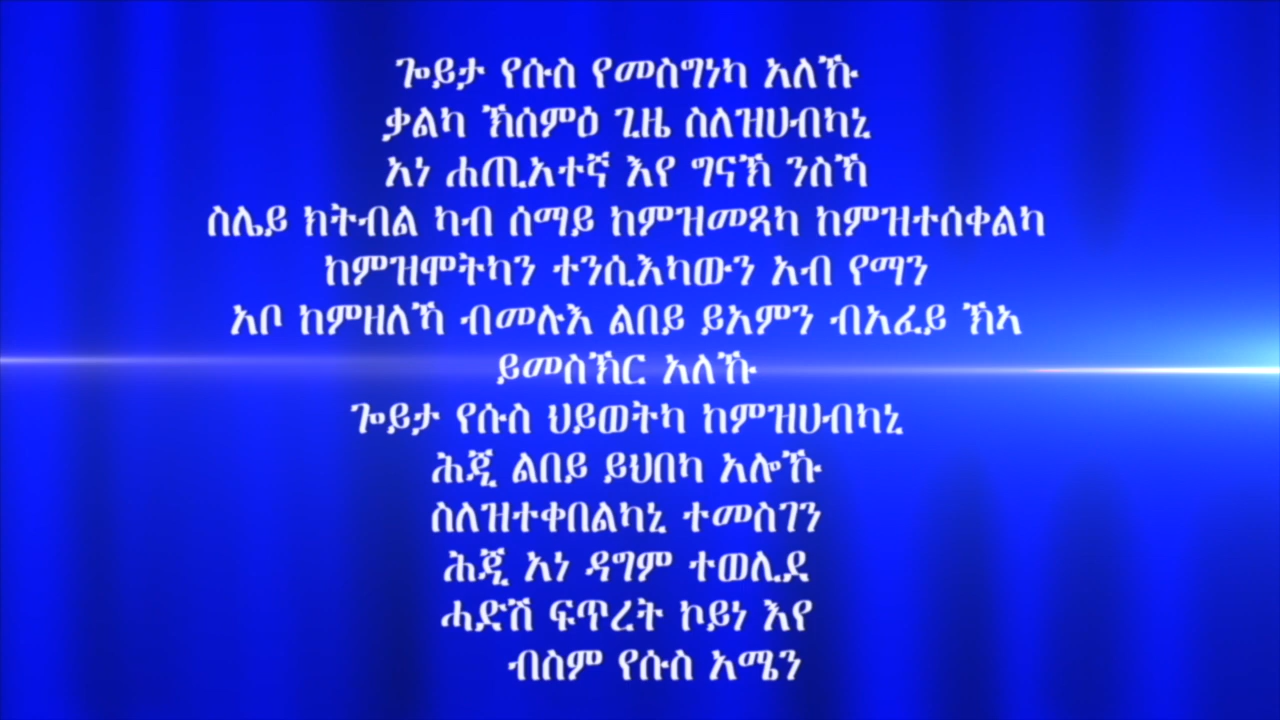 ጐይታ የሱስ የመስግነካ አለኹ
ቃልካ ኽሰምዕ ጊዜ ስለዝሀብካኒ
አነ ሐጢአተኛ እየ ግናኽ ንስኻ
ስሌይ ክትብል ካብ ሰማይ ከምዝመጻካ ከምዝተሰቀልካ
ከምዝሞትካን ተንሲእካውን አብ የማን
አቦ ከምዘለኻ ብመሉእ ልበይ ይአምን ብአፈይ ኽኣ
ይመስኽር አለኹ
ጐይታ የሱስ ህይወትካ ከምዝሀብካኒ
ሕጂ ልበይ ይህበካ አሎኹ
ስለዝተቀበልካኒ ተመስገን
ሕጂ አነ ዳግም ተወሊደ
ሓድሽ ፍጥረት ኮይነ እየ
ብስም የሱስ አሜን